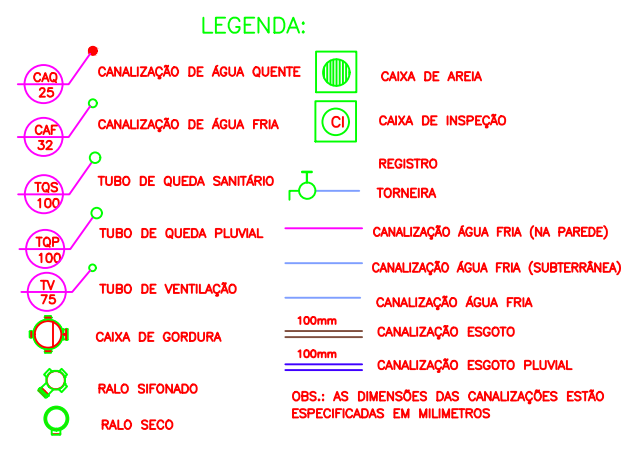 LEGENDA:
CAQ
25
CANALIZAÇÃO DE ÁGUA QUENTE
CAF
32
CANALIZAÇÃO DE ÁGUA FRIA
TQS
100
TUBO DE QUEDA SANITÁRIO
TQP
100
TUBO DE QUEDA PLUVIAL
TV
75
TUBO DE VENTILAÇÃO
CAIXA DE GORDURA
RALO SIFONADO
RALO SECO
CAIXA DE AREIA
CI
CAIXA DE INSPEÇÃO
REGISTRO
TORNEIRA
CANALIZAÇÃO ÁGUA FRIA (NA PAREDE)
CANALIZAÇÃO ÁGUA FRIA (SUBTERRÂNEA)
CANALIZAÇÃO ÁGUA FRIA
100mm
CANALIZAÇÃO ESGOTO
100mm
CANALIZAÇÃO ESGOTO PLUVIAL
OBS.: AS DIMENSÕES DAS CANALIZAÇÕES ESTÃO
ESPECIFICADAS EM MILIMETROS